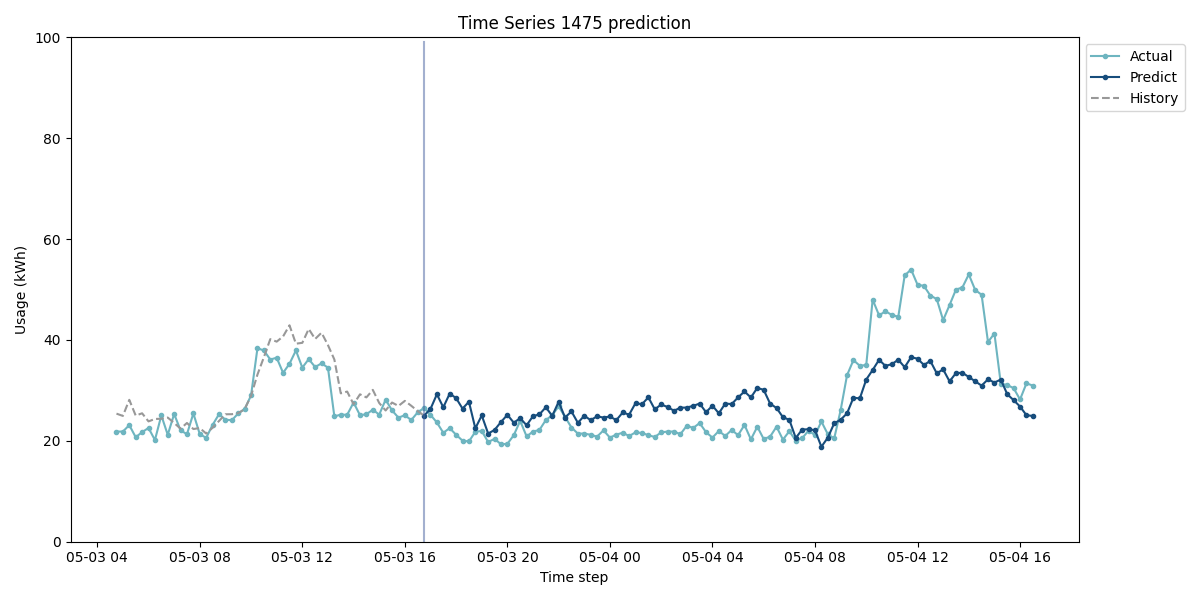 Time Series 1475 prediction
100
80
60
40
20
0
Usage (kWh)
05-03 04 05-03 08 05-03 12 05-03 16 05-03 20 05-04 00 05-04 04 05-04 08 05-04 12 05-04 16
Time step
Actual
Predict
History